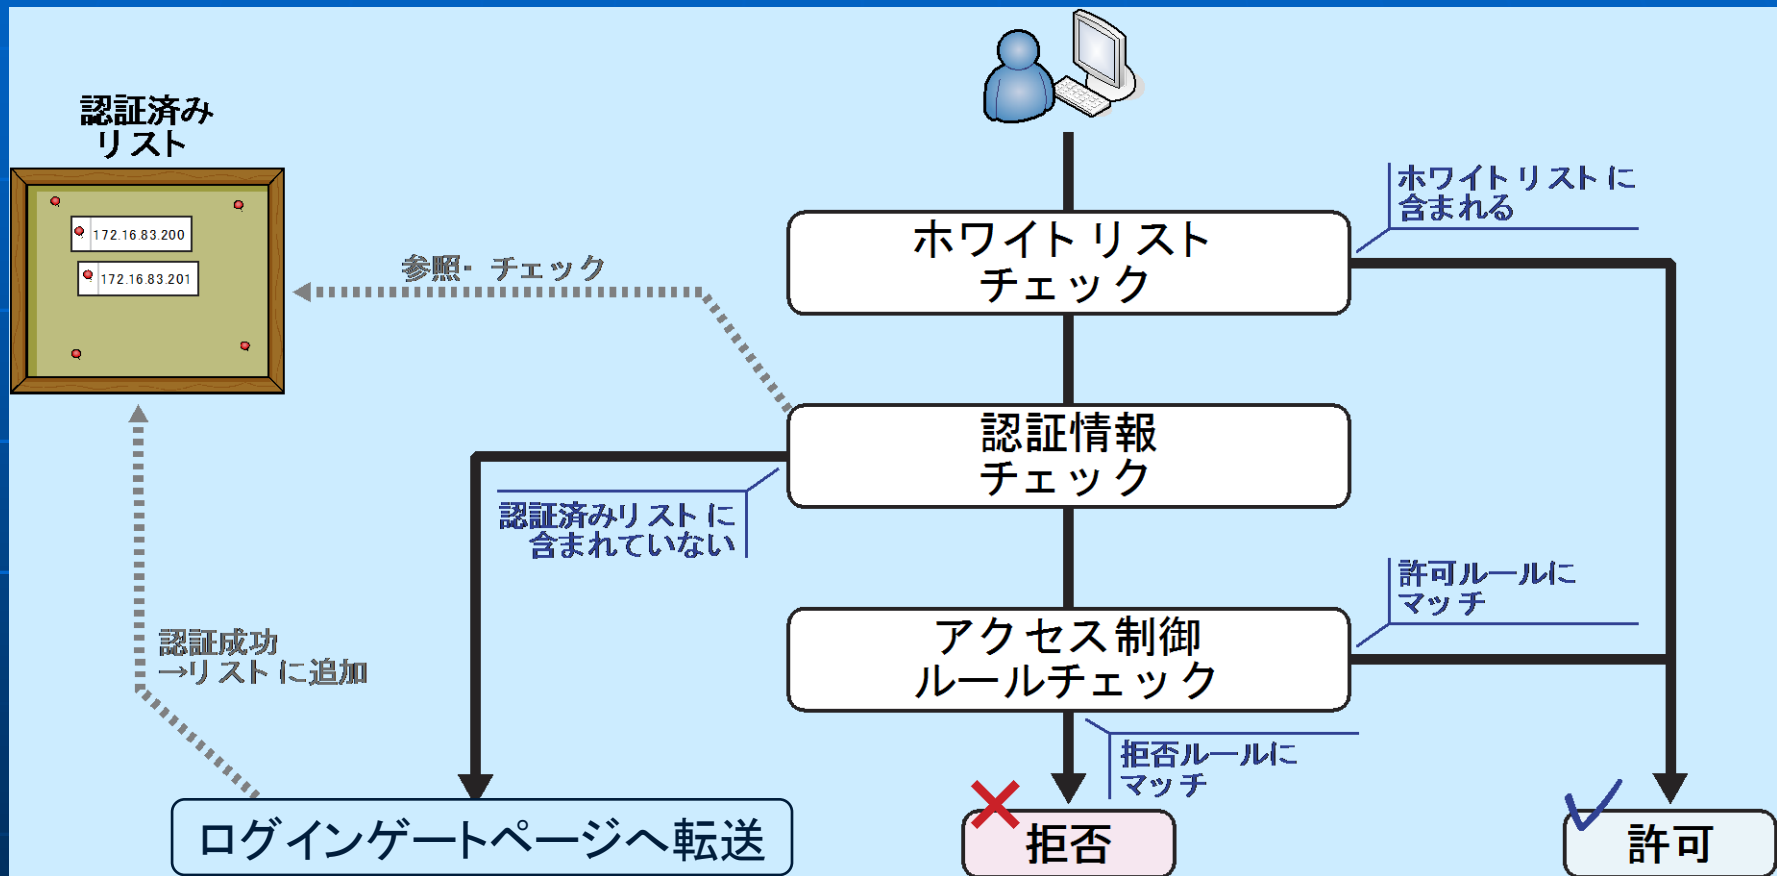 認証済み
リスト
172.16.83.200
172.16.83.201
参照・チェック
ホワイトリスト
チェック
ホワイトリストに
含まれる
認証情報
チェック
認証済みリストに
含まれていない
許可ルールに
マッチ
アクセス制御
ルールチェック
認証成功
→リストに追加
拒否ルールに
マッチ
ログインゲートページへ転送
拒否
許可